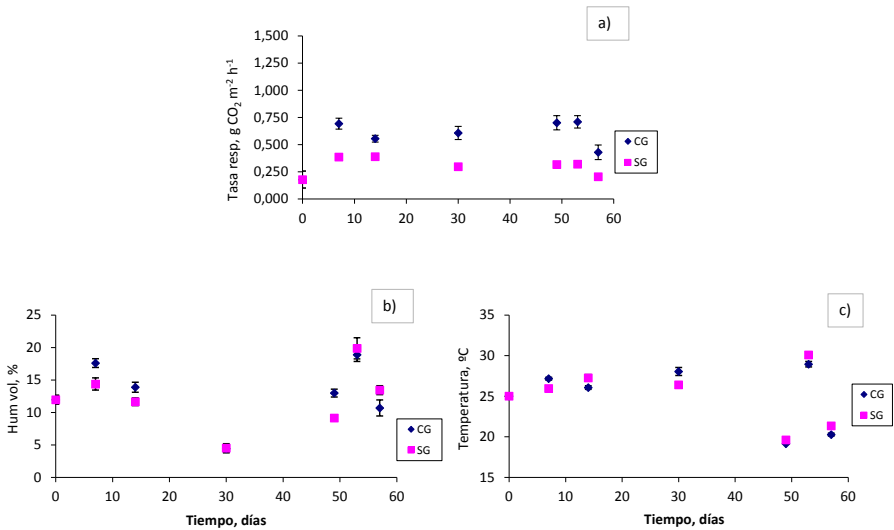 a)
Tasa resp, g CO₂ m⁻² h⁻¹
1,500
1,250
1,000
0,750
0,500
0,250
0,000
0 10 20 30 40 50 60
CG
SG
b)
Hum vol, %
25
20
15
10
5
0
0 10 20 30 40 50 60
Tiempo, días
CG
SG
c)
Temperatura, ºC
35
30
25
20
15
0 10 20 30 40 50 60
Tiempo, días
CG
SG